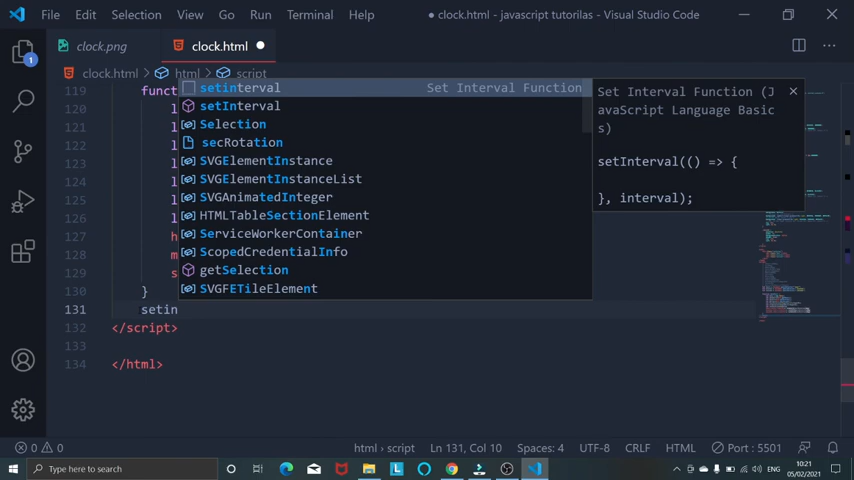 File Edit Selection View Go Run Terminal Help
● clock.html - javascript tutorilas - Visual Studio Code
clock.png clock.html
clock.html > html > script
119 funct
120 l
121 l
122 l
123 l
124 l
125 l
126 l
127 h
128 m
129 s
130 }
131 setin
132 </script>
133
134 </html>
setinterval Set Interval Function
setInterval
Selection
secRotation
SVGElementInstance
SVGElementInstanceList
SVGAnimatedInteger
HTMLTableSectionElement
ServiceWorkerContainer
ScopedCredentialInfo
getSelection
SVGFETileElement
Set Interval Function (J
avaScript Language Basic
s)
setInterval(() => {
}, interval);
1
0 0 html › script Ln 131, Col 10 Spaces: 4 UTF-8 CRLF HTML Port : 5501
Type here to search
ENG
10:21
05/02/2021